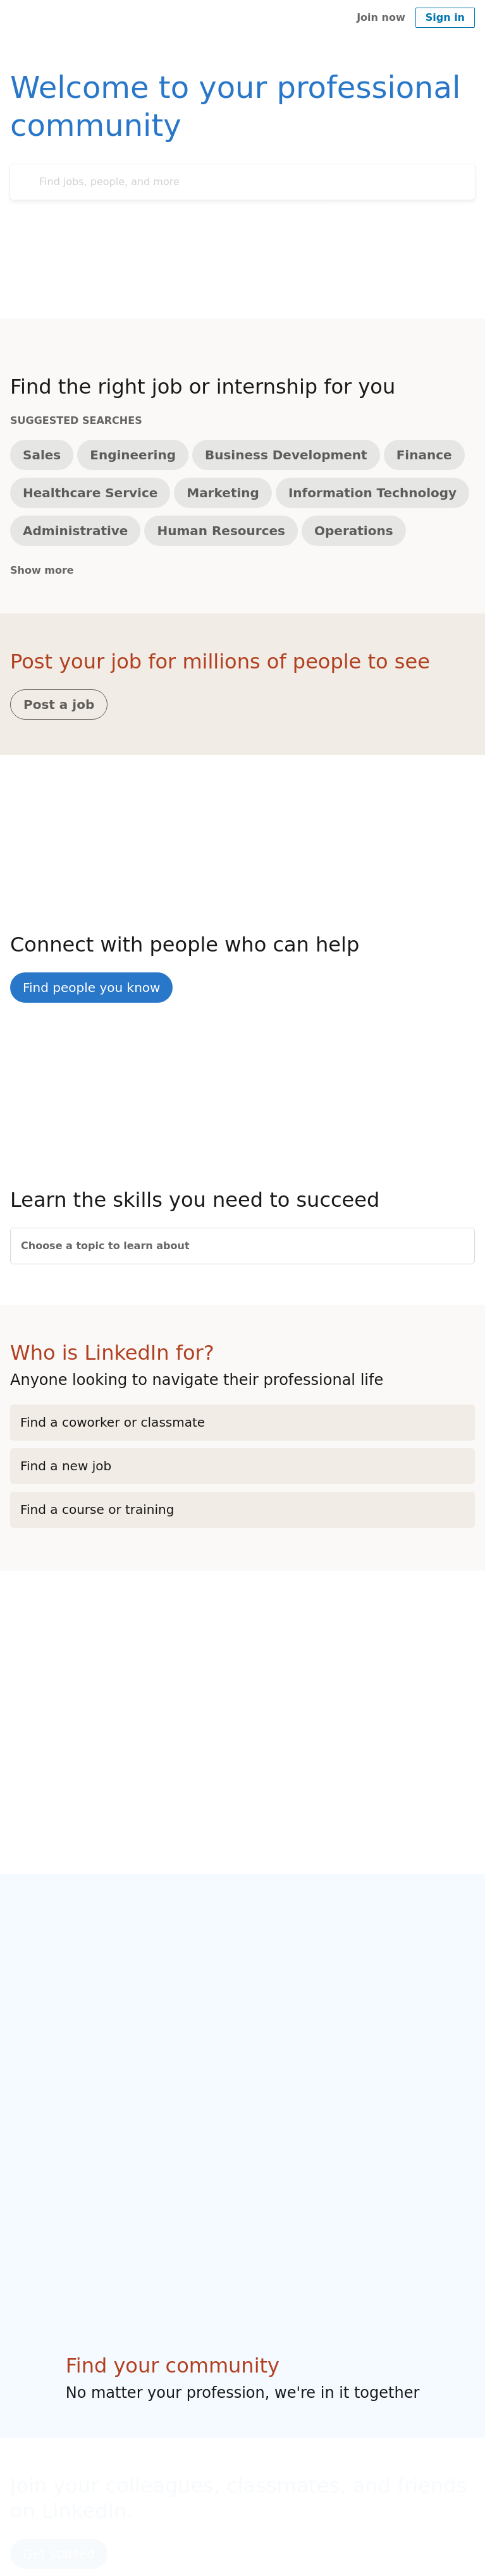 Join now
Sign in
Welcome to your professional
community
Find jobs, people, and more
Find the right job or internship for you
SUGGESTED SEARCHES
Sales
Engineering
Business Development
Finance
Healthcare Service
Marketing
Information Technology
Administrative
Human Resources
Operations
Show more
Post your job for millions of people to see
Post a job
Connect with people who can help
Find people you know
Learn the skills you need to succeed
Choose a topic to learn about
Who is LinkedIn for?
Anyone looking to navigate their professional life
Find a coworker or classmate
Find a new job
Find a course or training
Find your community
No matter your profession, we're in it together
Join your colleagues, classmates, and friends
on LinkedIn.
Get started